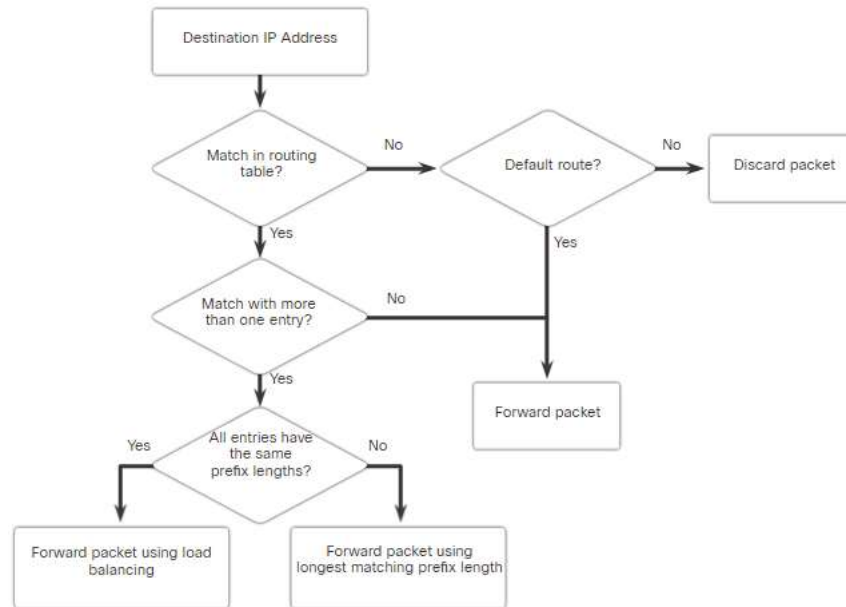 Destination IP Address
No
No
Match in routing
table?
Default route?
Discard packet
Yes
Yes
Match with more
than one entry?
No
Yes
Forward packet
Yes
All entries have
the same
prefix lengths?
No
Forward packet using load
balancing
Forward packet using
longest matching prefix length